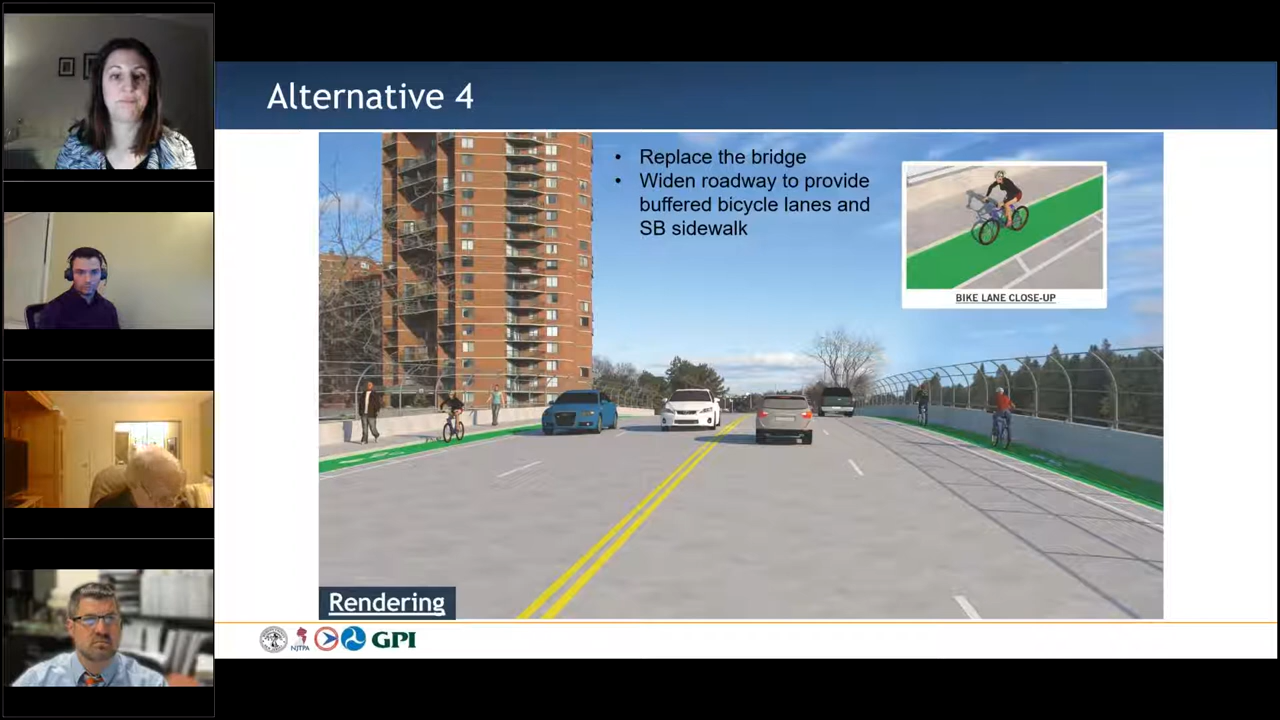 Alternative 4
• Replace the bridge
• Widen roadway to provide
buffered bicycle lanes and
SB sidewalk
BIKE LANE CLOSE-UP
Rendering
NJTPA
GPI